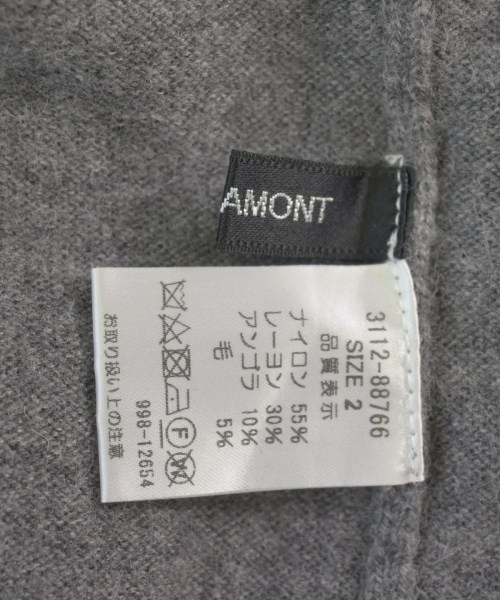 AMONT
3112-88766
SIZE 2
品質表示
ナイロン 55%
レーヨン 30%
アンゴラ 10%
毛 5%
998-12654
お取り扱い上の注意